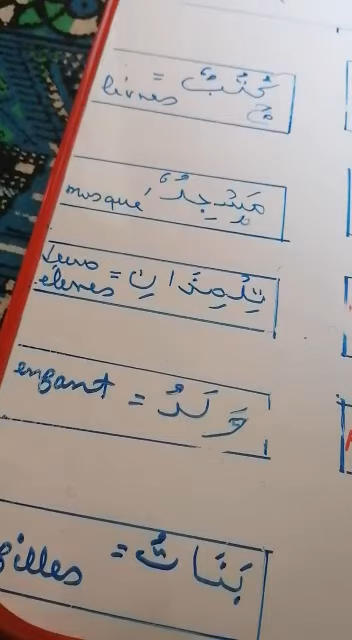 livres = كُتُبٌ
ج
mosqué مَسْجِدٌ
deux
élèves = تِلْمِيذَانِ
enfant = وَلَدٌ
filles = بَنَاتٌ